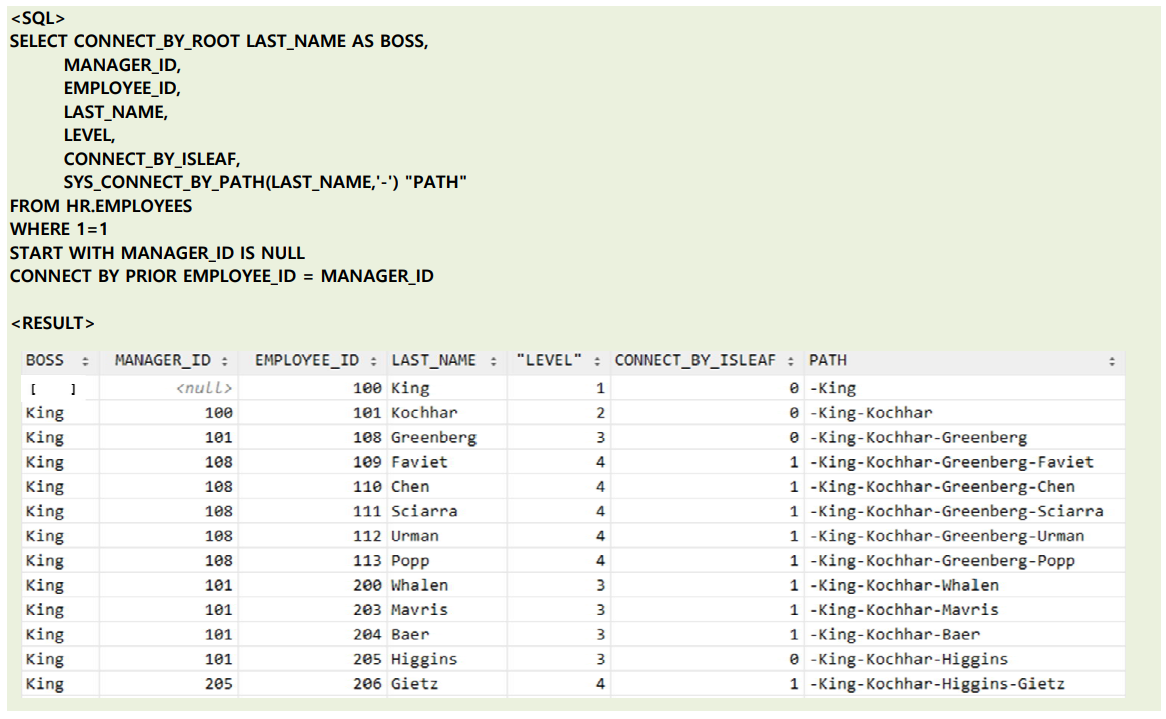 <SQL>
SELECT CONNECT_BY_ROOT LAST_NAME AS BOSS,
MANAGER_ID,
EMPLOYEE_ID,
LAST_NAME,
LEVEL,
CONNECT_BY_ISLEAF,
SYS_CONNECT_BY_PATH(LAST_NAME,'-') "PATH"
FROM HR.EMPLOYEES
WHERE 1=1
START WITH MANAGER_ID IS NULL
CONNECT BY PRIOR EMPLOYEE_ID = MANAGER_ID
<RESULT>
BOSS MANAGER_ID EMPLOYEE_ID LAST_NAME "LEVEL" CONNECT_BY_ISLEAF PATH
[ ] <null> 100 King 1 0 -King
King 100 101 Kochhar 2 0 -King-Kochhar
King 101 108 Greenberg 3 0 -King-Kochhar-Greenberg
King 108 109 Faviet 4 1 -King-Kochhar-Greenberg-Faviet
King 108 110 Chen 4 1 -King-Kochhar-Greenberg-Chen
King 108 111 Sciarra 4 1 -King-Kochhar-Greenberg-Sciarra
King 108 112 Urman 4 1 -King-Kochhar-Greenberg-Urman
King 108 113 Popp 4 1 -King-Kochhar-Greenberg-Popp
King 101 200 Whalen 3 1 -King-Kochhar-Whalen
King 101 203 Mavris 3 1 -King-Kochhar-Mavris
King 101 204 Baer 3 1 -King-Kochhar-Baer
King 101 205 Higgins 3 0 -King-Kochhar-Higgins
King 205 206 Gietz 4 1 -King-Kochhar-Higgins-Gietz